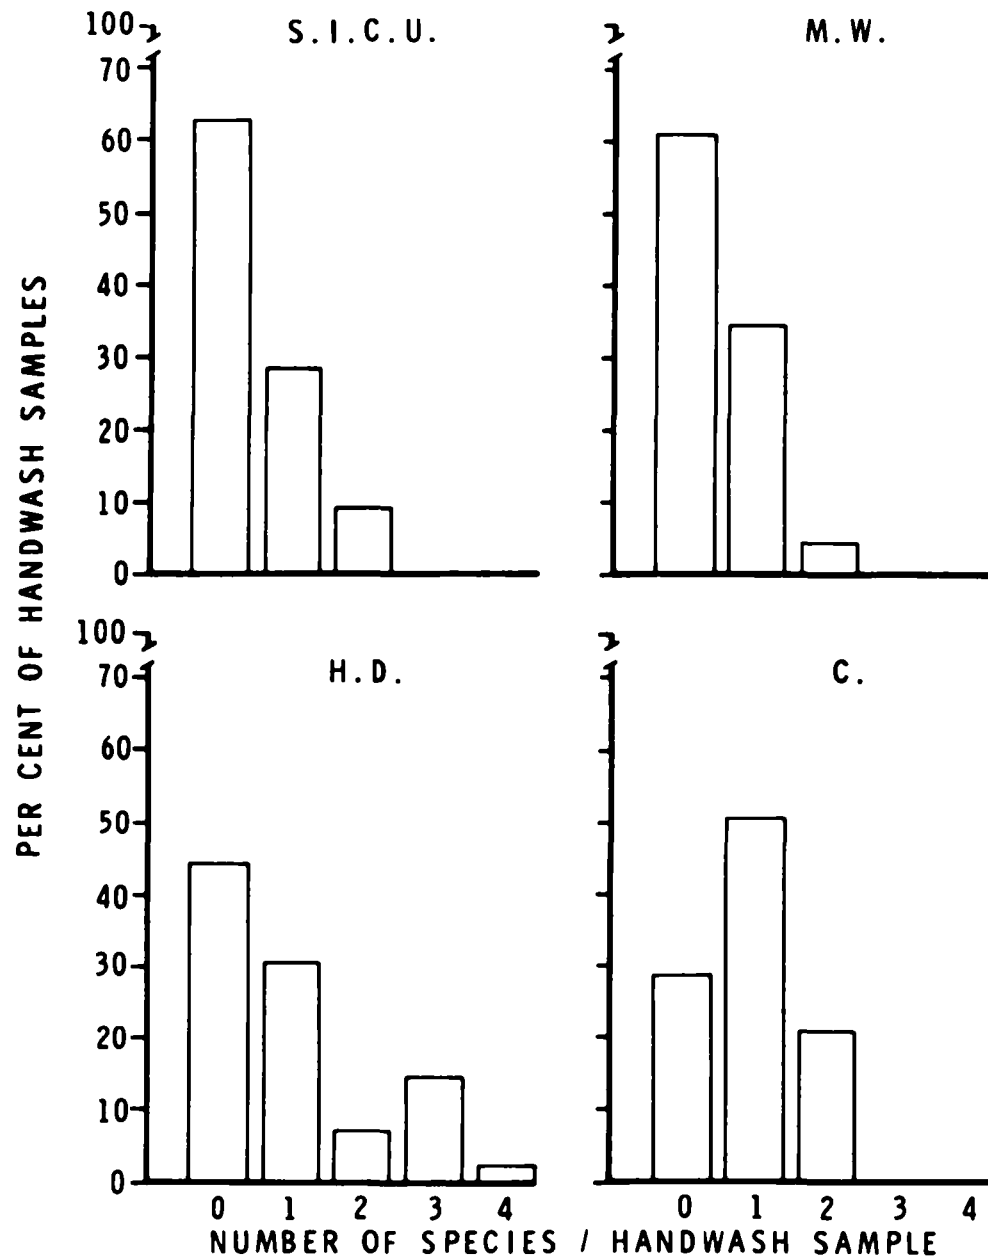 S.I.C.U.
M.W.
100
70
60
50
40
30
20
10
0
H.D.
C.
100
70
60
50
40
30
20
10
0
0 1 2 3 4
0 1 2 3 4
PER CENT OF HANDWASH SAMPLES
NUMBER OF SPECIES / HANDWASH SAMPLE